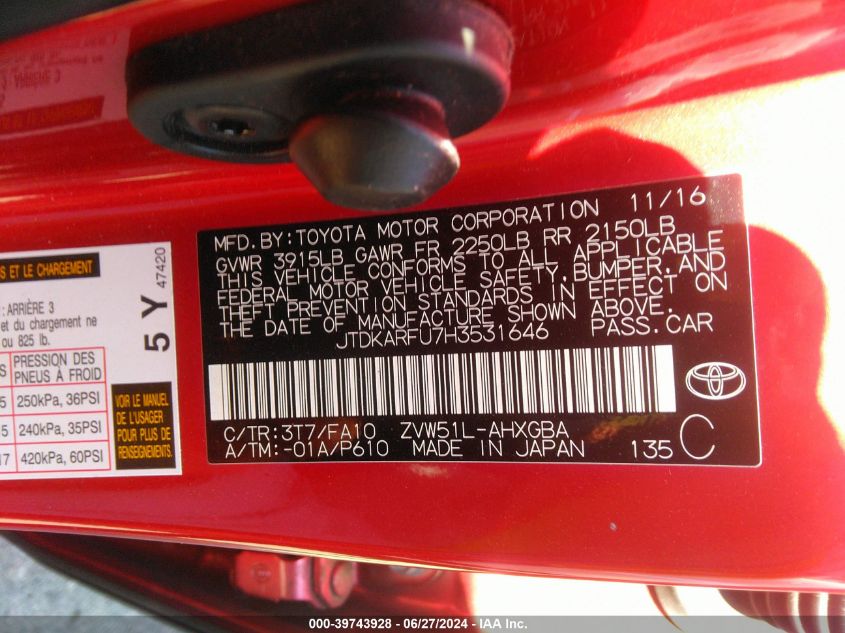 MFD. BY: TOYOTA MOTOR CORPORATION 11/16
GVWR 3915LB GAWR FR 2250LB RR 2150LB
THIS VEHICLE CONFORMS TO ALL APPLICABLE
FEDERAL MOTOR VEHICLE SAFETY, BUMPER, AND
THEFT PREVENTION STANDARDS IN EFFECT ON
THE DATE OF MANUFACTURE SHOWN ABOVE.
JTDKARFU7H3531646 PASS. CAR
C/TR: 3T7/FA10 ZVW51L-AHXGBA
A/TM: -01A/P610 MADE IN JAPAN 135 C
ET LE CHARGEMENT
: ARRIÈRE 3
et du chargement ne
ou 825 lb.
PRESSION DES
PNEUS À FROID
250kPa, 36PSI
240kPa, 35PSI
420kPa, 60PSI
5 Y 47420
VOIR LE MANUEL
DE L'USAGER
POUR PLUS
D'INFORMATIONS
000-39743928 - 06/27/2024 - IAA Inc.